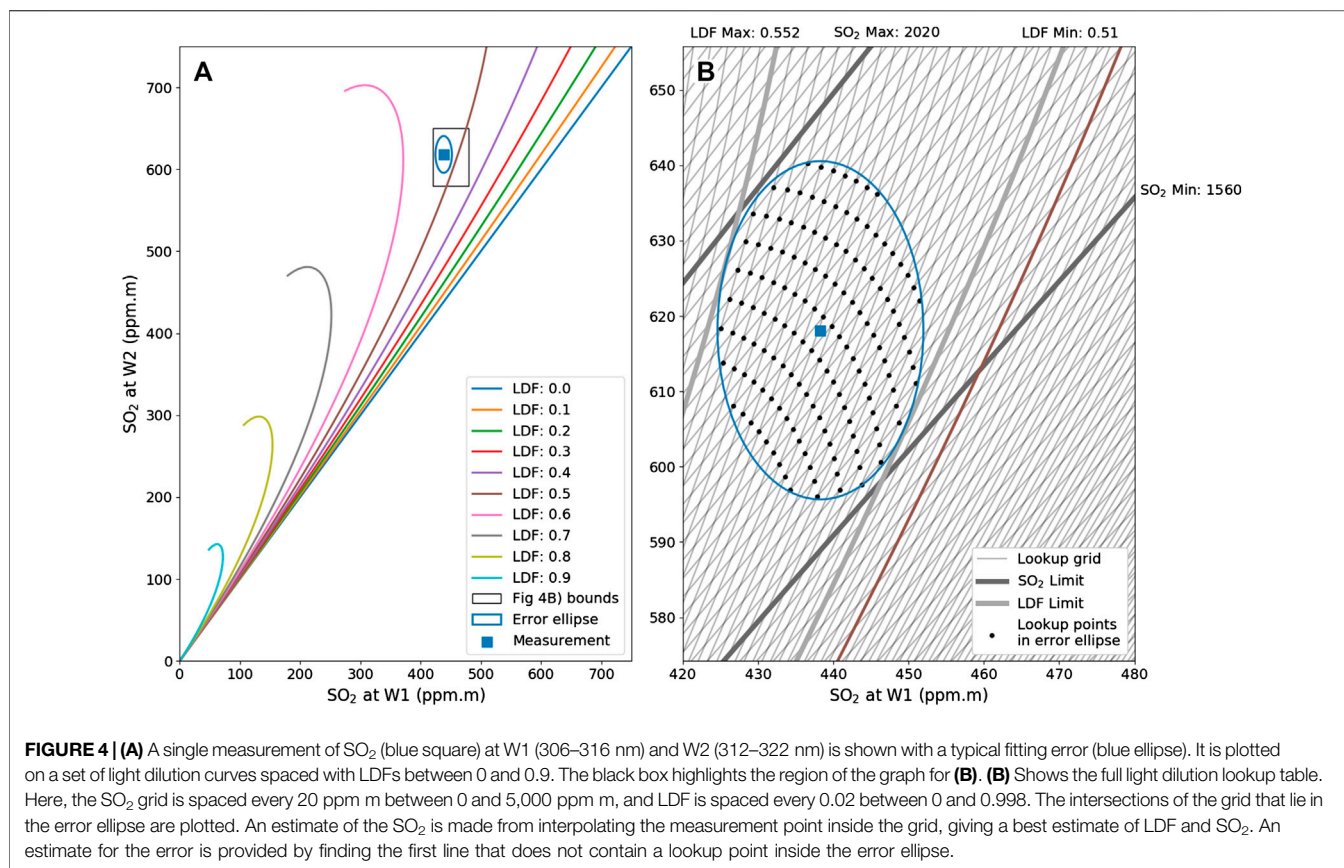 A
SO2 at W2 (ppm.m)
700
600
500
400
300
200
100
0
0 100 200 300 400 500 600 700
SO2 at W1 (ppm.m)
LDF: 0.0
LDF: 0.1
LDF: 0.2
LDF: 0.3
LDF: 0.4
LDF: 0.5
LDF: 0.6
LDF: 0.7
LDF: 0.8
LDF: 0.9
Fig 4B) bounds
Error ellipse
Measurement
LDF Max: 0.552 SO2 Max: 2020 LDF Min: 0.51
B
650
640
630
620
610
600
590
580
SO2 Min: 1560
420 430 440 450 460 470 480
SO2 at W1 (ppm.m)
Lookup grid
SO2 Limit
LDF Limit
Lookup points
in error ellipse
FIGURE 4 | (A) A single measurement of SO2 (blue square) at W1 (306–316 nm) and W2 (312–322 nm) is shown with a typical fitting error (blue ellipse). It is plotted
on a set of light dilution curves spaced with LDFs between 0 and 0.9. The black box highlights the region of the graph for (B). (B) Shows the full light dilution lookup table.
Here, the SO2 grid is spaced every 20 ppm m between 0 and 5,000 ppm m, and LDF is spaced every 0.02 between 0 and 0.998. The intersections of the grid that lie in
the error ellipse are plotted. An estimate of the SO2 is made from interpolating the measurement point inside the grid, giving a best estimate of LDF and SO2. An
estimate for the error is provided by finding the first line that does not contain a lookup point inside the error ellipse.